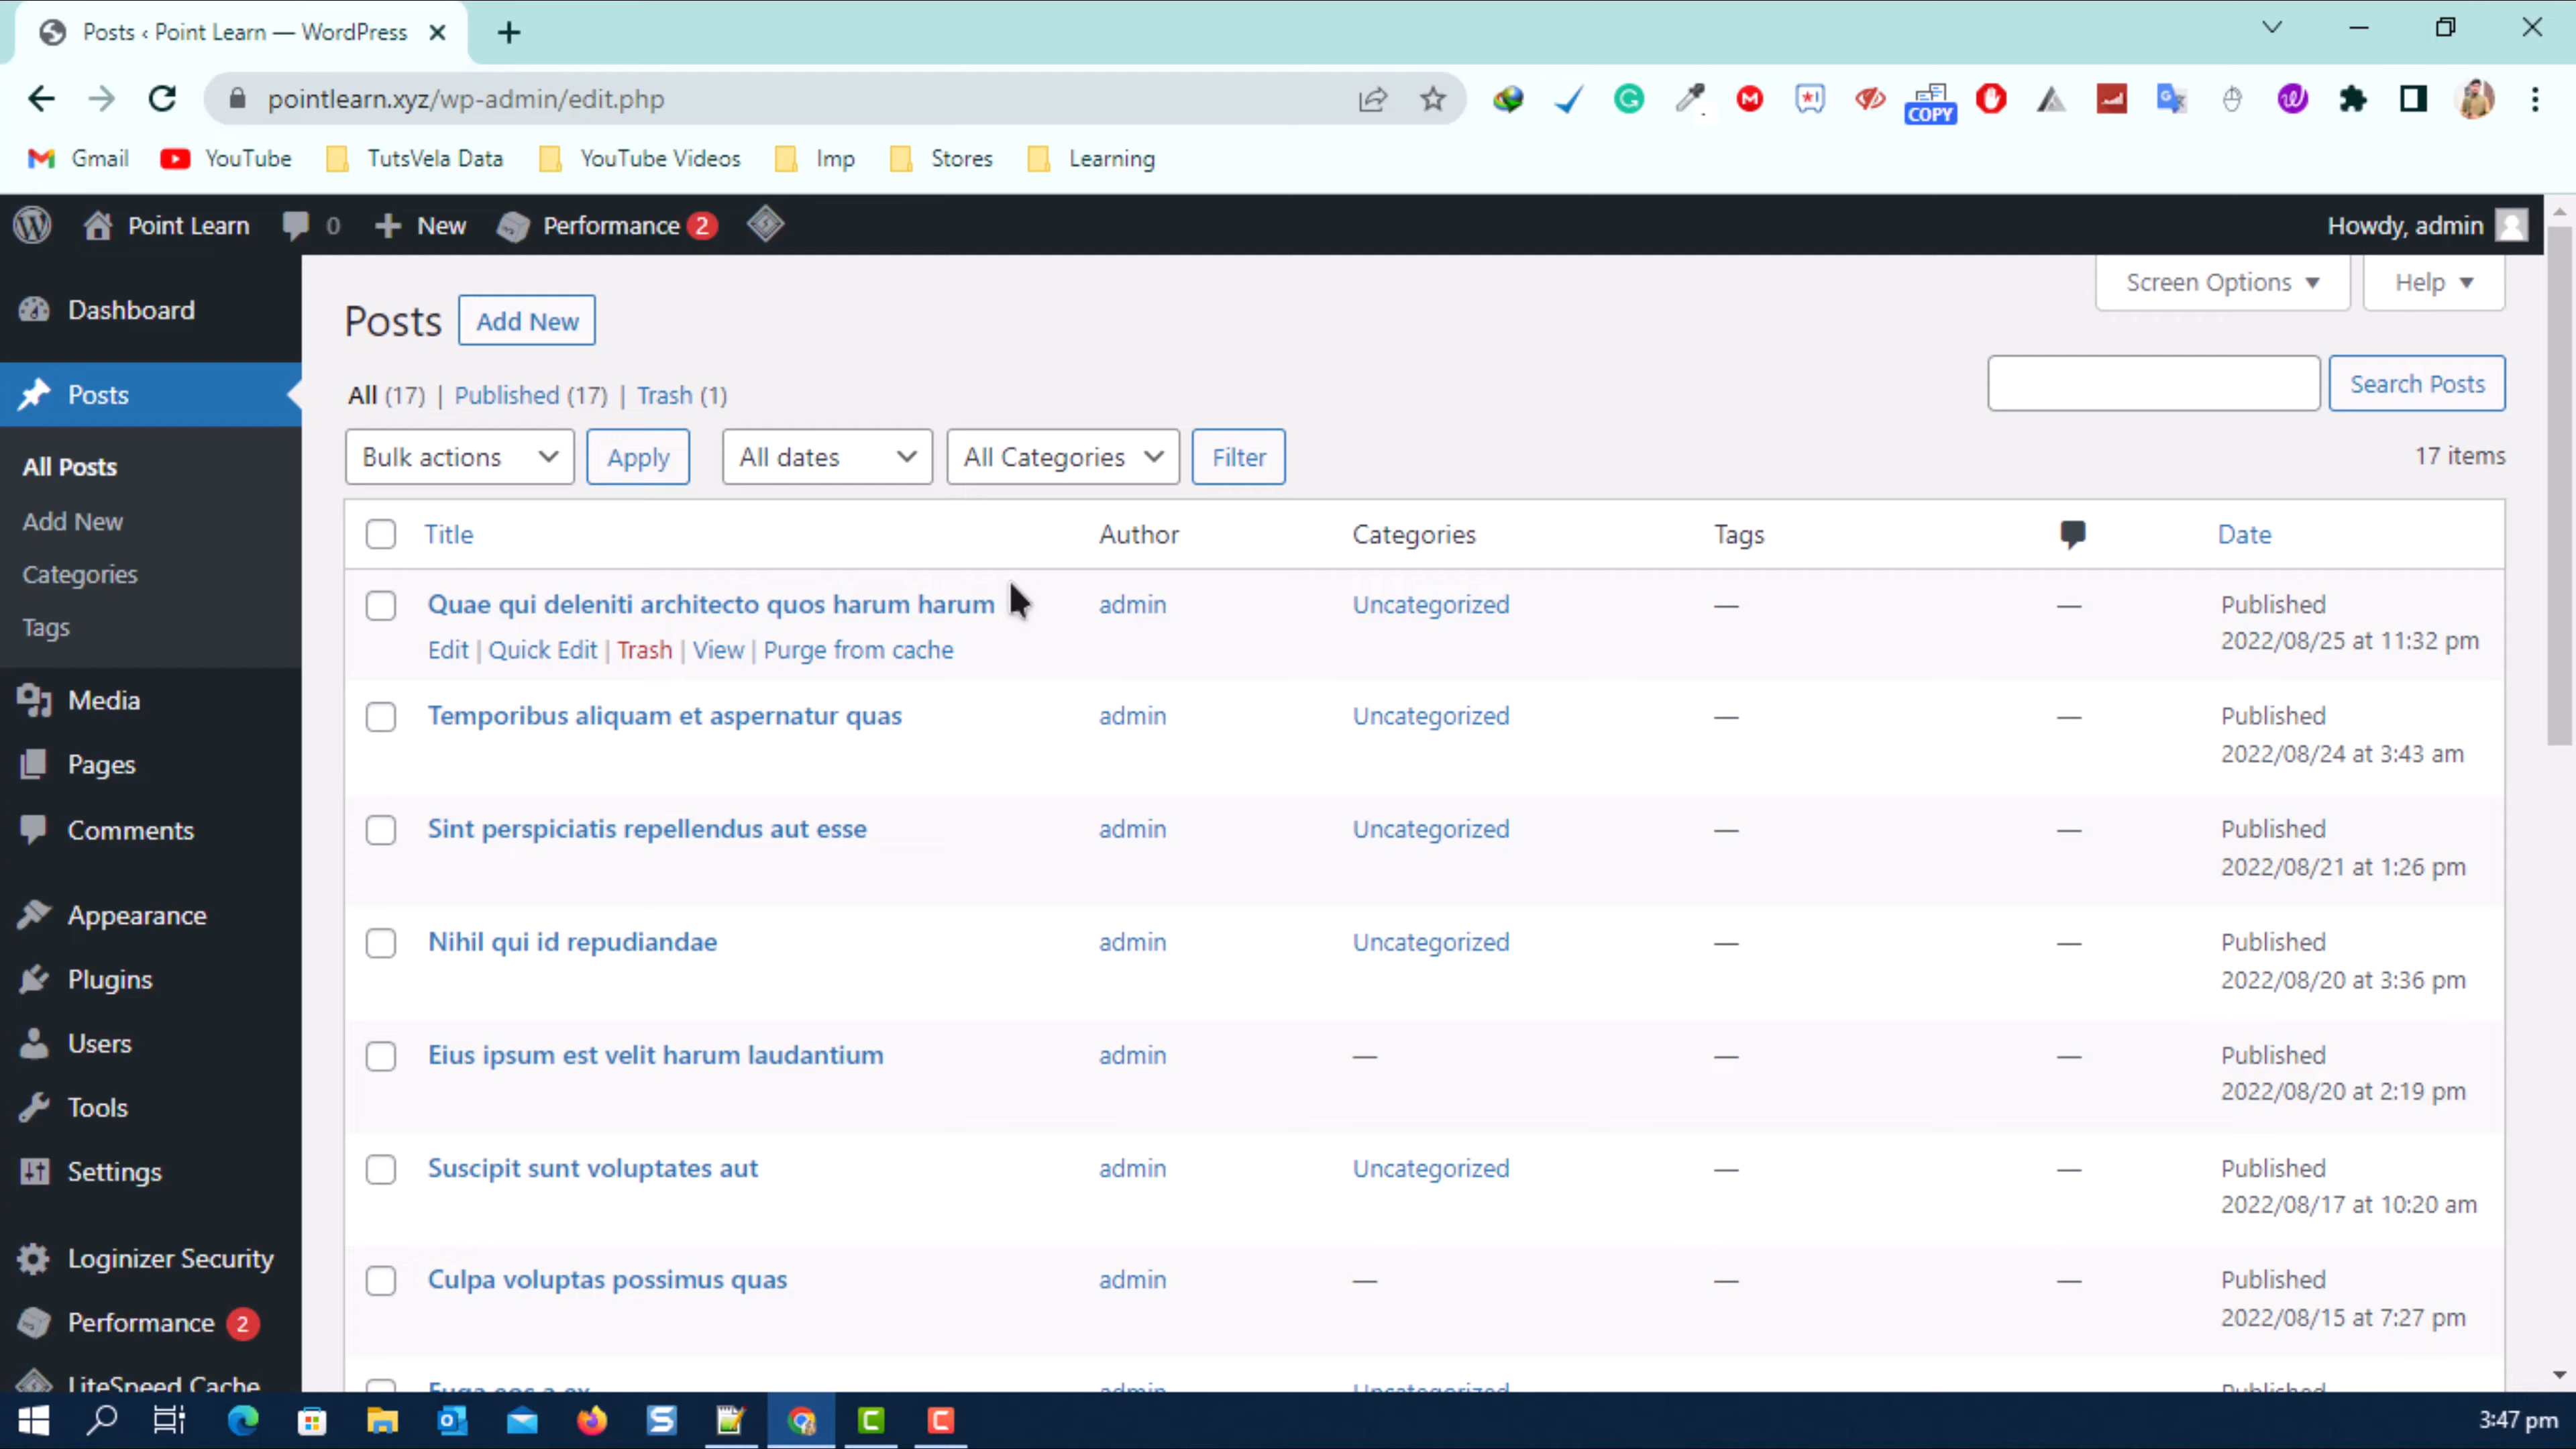 Posts ‹ Point Learn — WordPress
pointlearn.xyz/wp-admin/edit.php
COPY
Gmail YouTube TutsVela Data YouTube Videos Imp Stores Learning
Point Learn 0 New Performance 2 Howdy, admin
Screen Options Help
Dashboard
Posts
All Posts
Add New
Categories
Tags
Media
Pages
Comments
Appearance
Plugins
Users
Tools
Settings
Loginizer Security
Performance 2
LiteSpeed Cache
Posts Add New
All (17) | Published (17) | Trash (1)
Search Posts
Bulk actions Apply All dates All Categories Filter 17 items
Title Author Categories Tags Date
Quae qui deleniti architecto quos harum harum admin Uncategorized — — Published
2022/08/25 at 11:32 pm
Edit | Quick Edit | Trash | View | Purge from cache
Temporibus aliquam et aspernatur quas admin Uncategorized — — Published
2022/08/24 at 3:43 am
Sint perspiciatis repellendus aut esse admin Uncategorized — — Published
2022/08/21 at 1:26 pm
Nihil qui id repudiandae admin Uncategorized — — Published
2022/08/20 at 3:36 pm
Eius ipsum est velit harum laudantium admin — — — Published
2022/08/20 at 2:19 pm
Suscipit sunt voluptates aut admin Uncategorized — — Published
2022/08/17 at 10:20 am
Culpa voluptas possimus quas admin — — — Published
2022/08/15 at 7:27 pm
Fuga eos a ex admin Uncategorized Published
3:47 pm